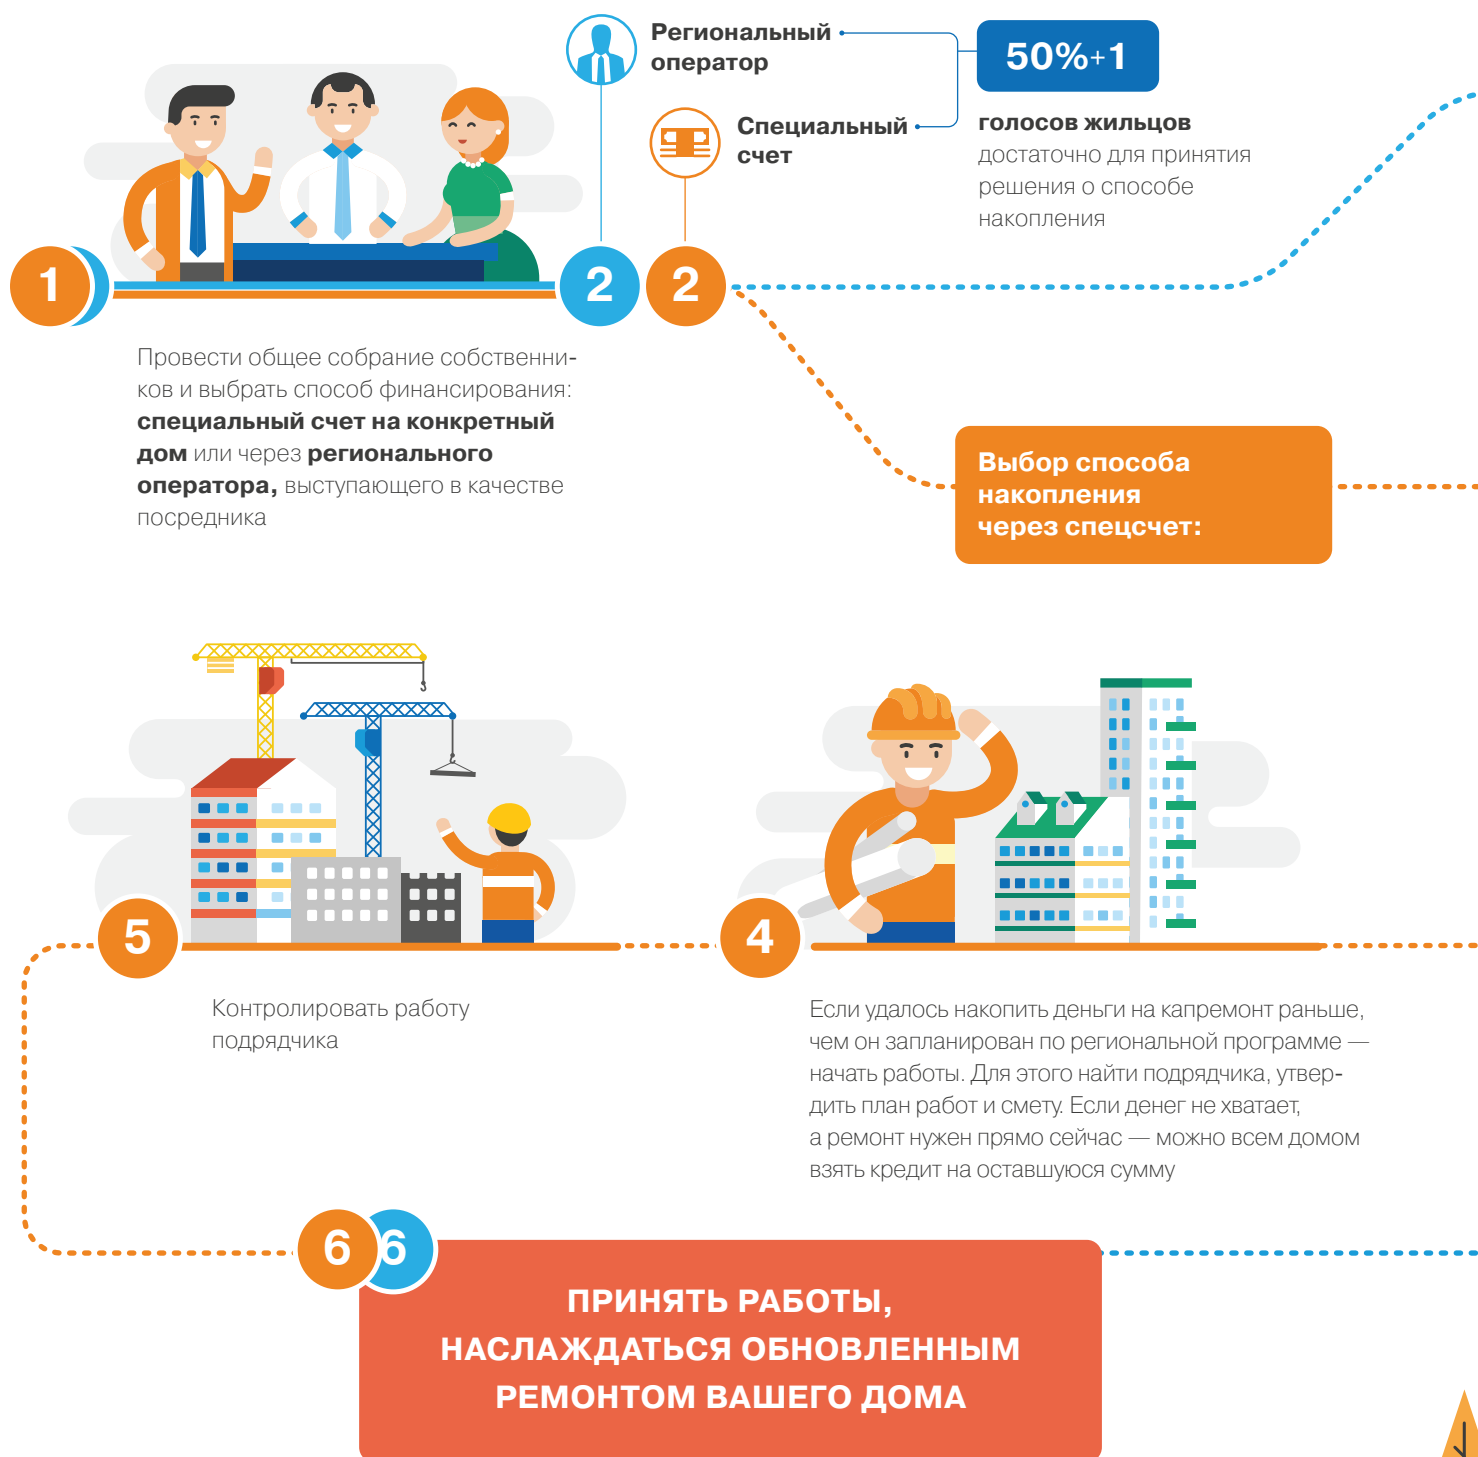 Региональный
оператор
50%+1
Специальный
счет
голосов жильцов
достаточно для принятия
решения о способе
накопления
1
2
2
Провести общее собрание собственни-
ков и выбрать способ финансирования:
специальный счет на конкретный
дом или через регионального
оператора, выступающего в качестве
посредника
Выбор способа
накопления
через спецсчет:
5
4
Контролировать работу
подрядчика
Если удалось накопить деньги на капремонт раньше,
чем он запланирован по региональной программе —
начать работы. Для этого найти подрядчика, утвер-
дить план работ и смету. Если денег не хватает,
а ремонт нужен прямо сейчас — можно всем домом
взять кредит на оставшуюся сумму
6
6
ПРИНЯТЬ РАБОТЫ,
НАСЛАЖДАТЬСЯ ОБНОВЛЕННЫМ
РЕМОНТОМ ВАШЕГО ДОМА